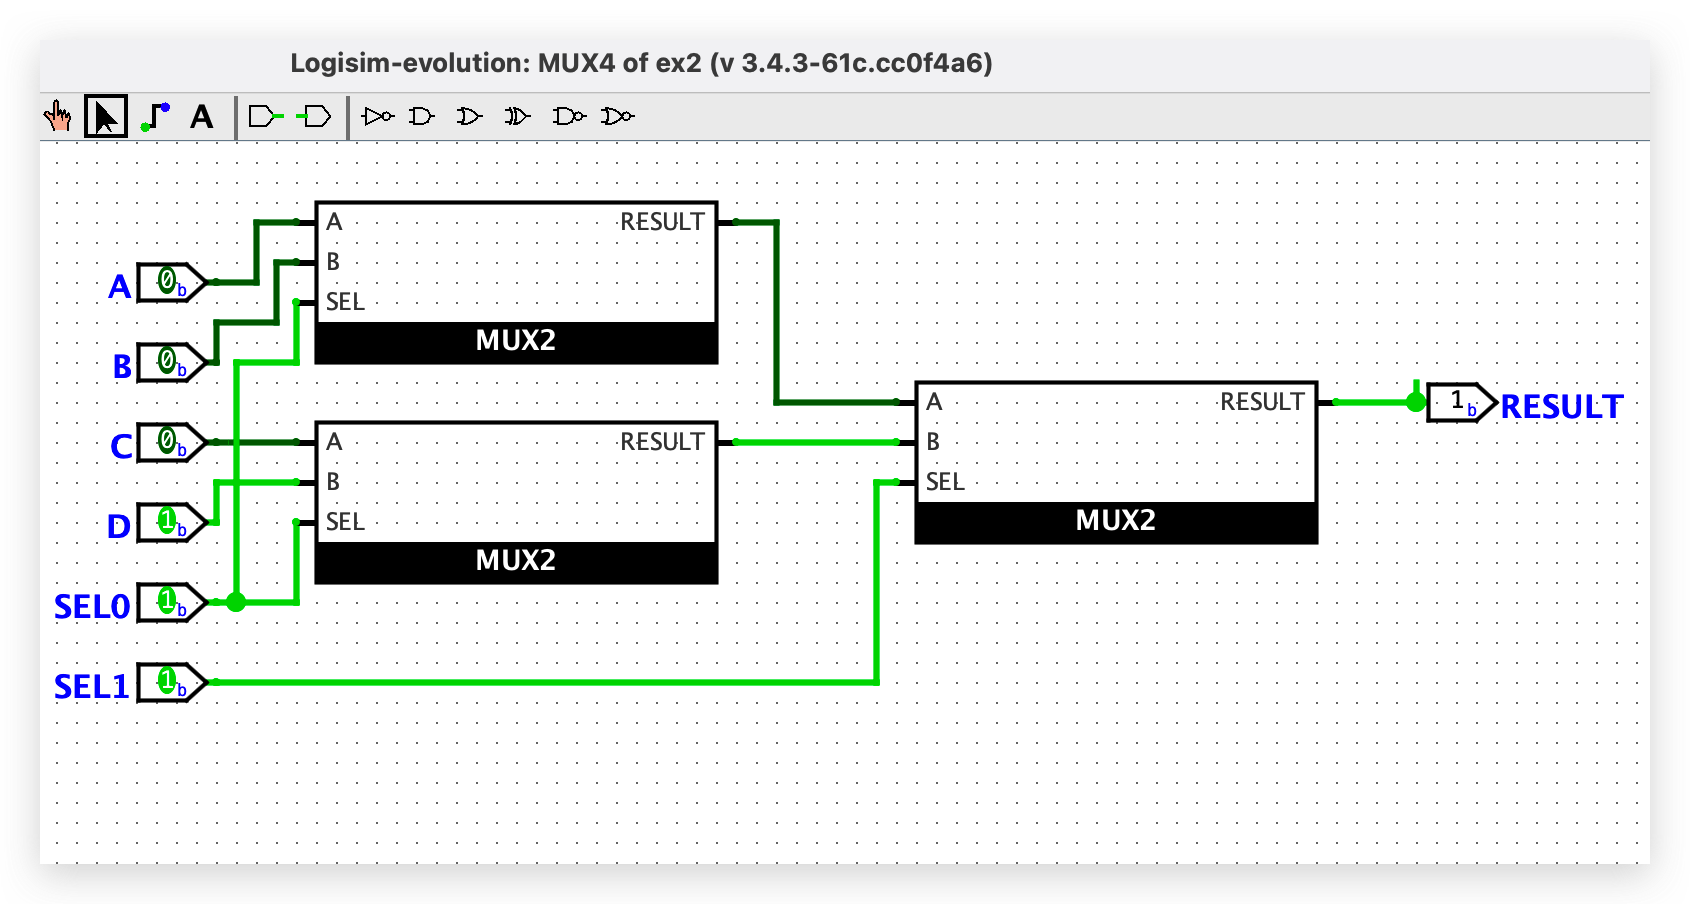 Logisim-evolution: MUX4 of ex2 (v 3.4.3-61c.cc0f4a6)
A
A RESULT
B
SEL
MUX2
A 0b
B 0b
C 0b
D 1b
SEL0 1b
SEL1 1b
A RESULT
B
SEL
MUX2
A RESULT
B
SEL
MUX2
1b RESULT